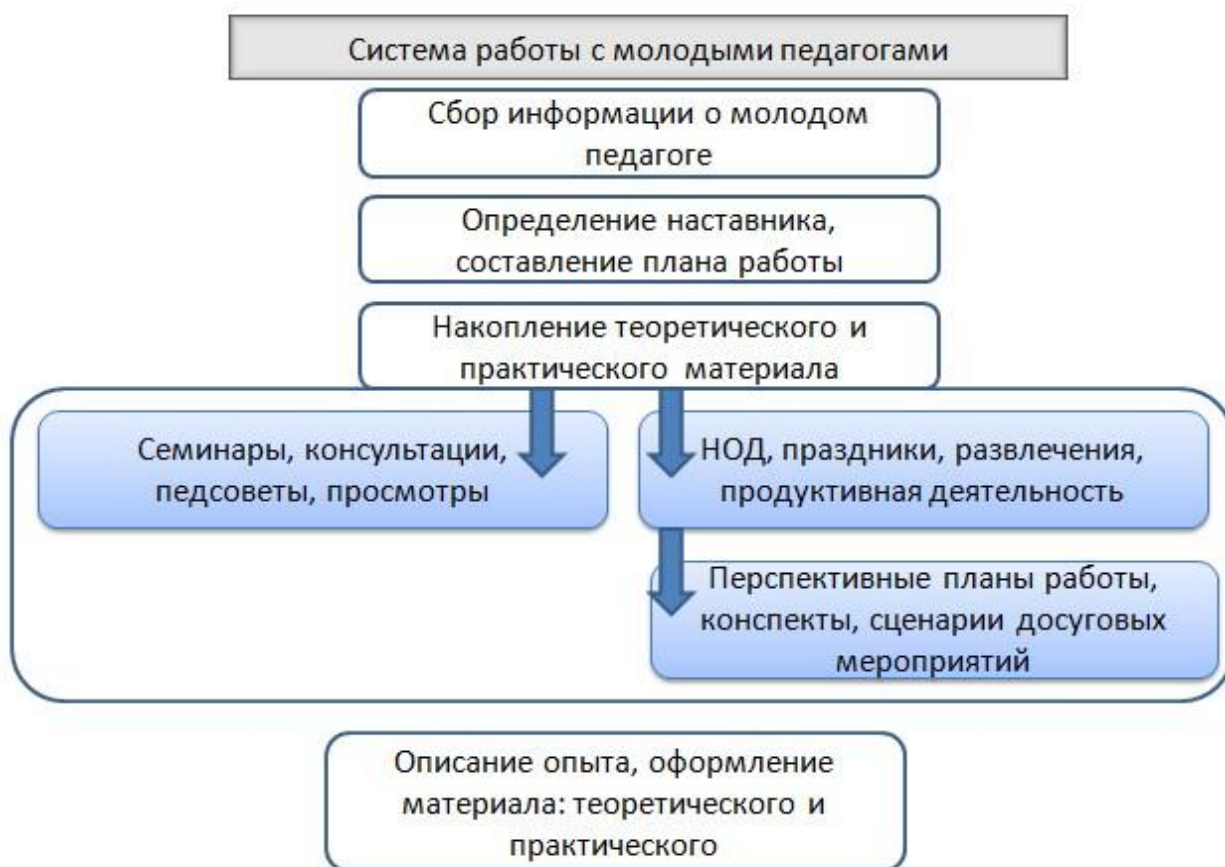 Система работы с молодыми педагогами
Сбор информации о молодом
педагоге
Определение наставника,
составление плана работы
Накопление теоретического и
практического материала
Семинары, консультации,
педсоветы, просмотры
НОД, праздники, развлечения,
продуктивная деятельность
Перспективные планы работы,
конспекты, сценарии досуговых
мероприятий
Описание опыта, оформление
материала: теоретического и
практического